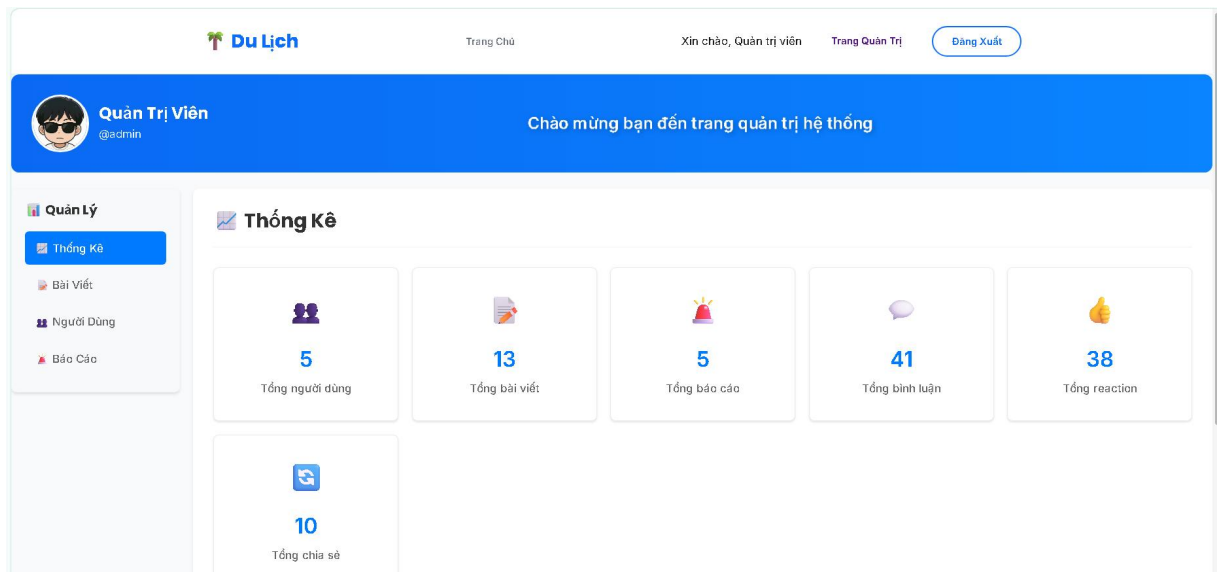 Du Lịch
Trang Chủ
Xin chào, Quản trị viên
Trang Quản Trị
Đăng Xuất
Quản Trị Viên
@admin
Chào mừng bạn đến trang quản trị hệ thống
Quản Lý
Thống Kê
Bài Viết
Người Dùng
Báo Cáo
Thống Kê
5
Tổng người dùng
13
Tổng bài viết
5
Tổng báo cáo
41
Tổng bình luận
38
Tổng reaction
10
Tổng chia sẻ